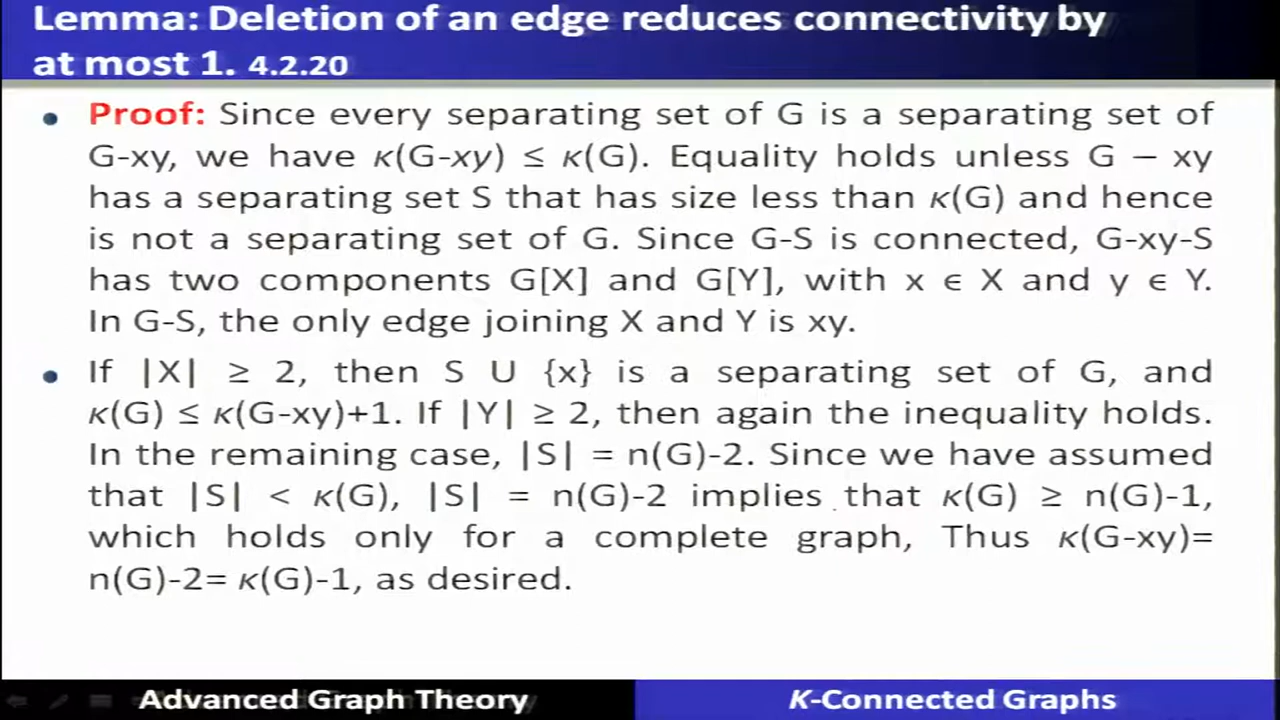 Lemma: Deletion of an edge reduces connectivity by
at most 1. 4.2.20
• Proof: Since every separating set of G is a separating set of
G-xy, we have κ(G-xy) ≤ κ(G). Equality holds unless G – xy
has a separating set S that has size less than κ(G) and hence
is not a separating set of G. Since G-S is connected, G-xy-S
has two components G[X] and G[Y], with x ϵ X and y ϵ Y.
In G-S, the only edge joining X and Y is xy.
• If |X| ≥ 2, then S U {x} is a separating set of G, and
κ(G) ≤ κ(G-xy)+1. If |Y| ≥ 2, then again the inequality holds.
In the remaining case, |S| = n(G)-2. Since we have assumed
that |S| < κ(G), |S| = n(G)-2 implies that κ(G) ≥ n(G)-1,
which holds only for a complete graph, Thus κ(G-xy)=
n(G)-2= κ(G)-1, as desired.
Advanced Graph Theory
K-Connected Graphs